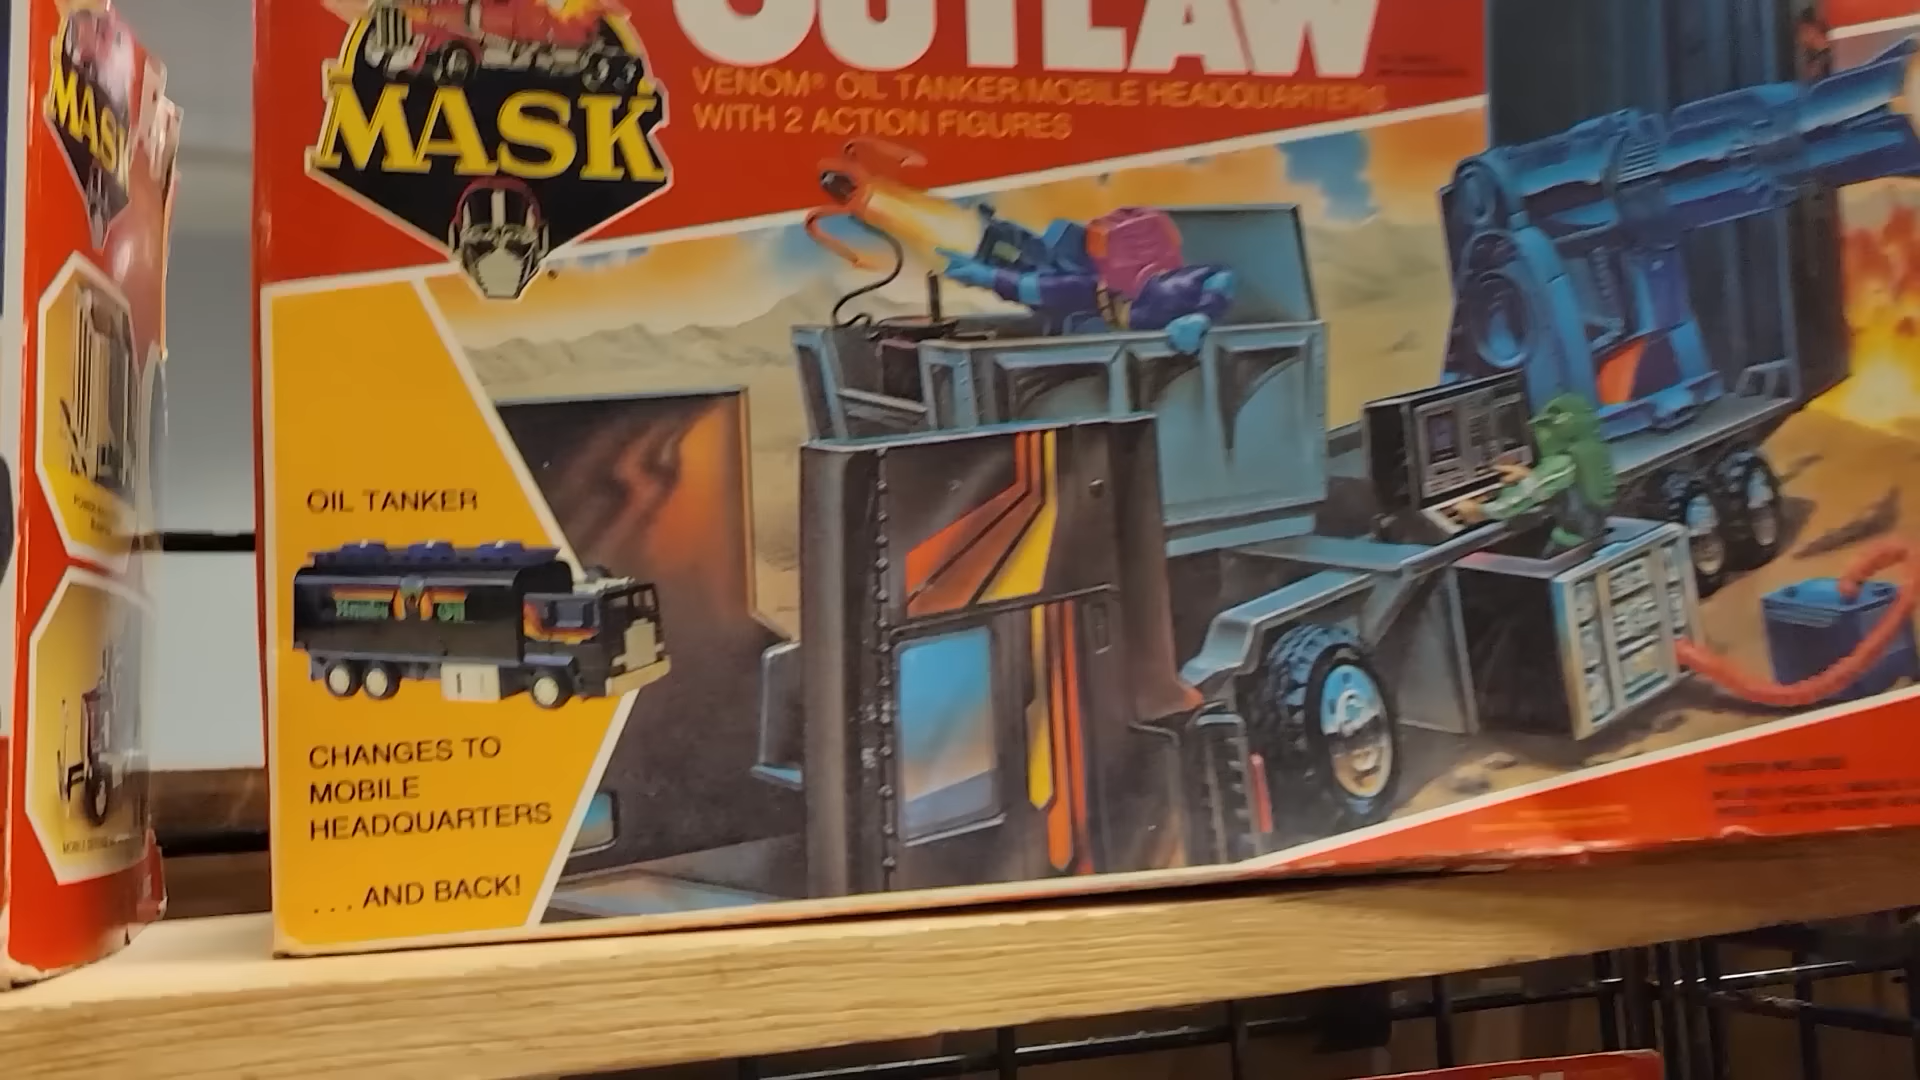 OUTLAW
MASK
VENOM® OIL TANKER/MOBILE HEADQUARTERS
WITH 2 ACTION FIGURES
MASK
OIL TANKER
CHANGES TO
MOBILE
HEADQUARTERS
... AND BACK!